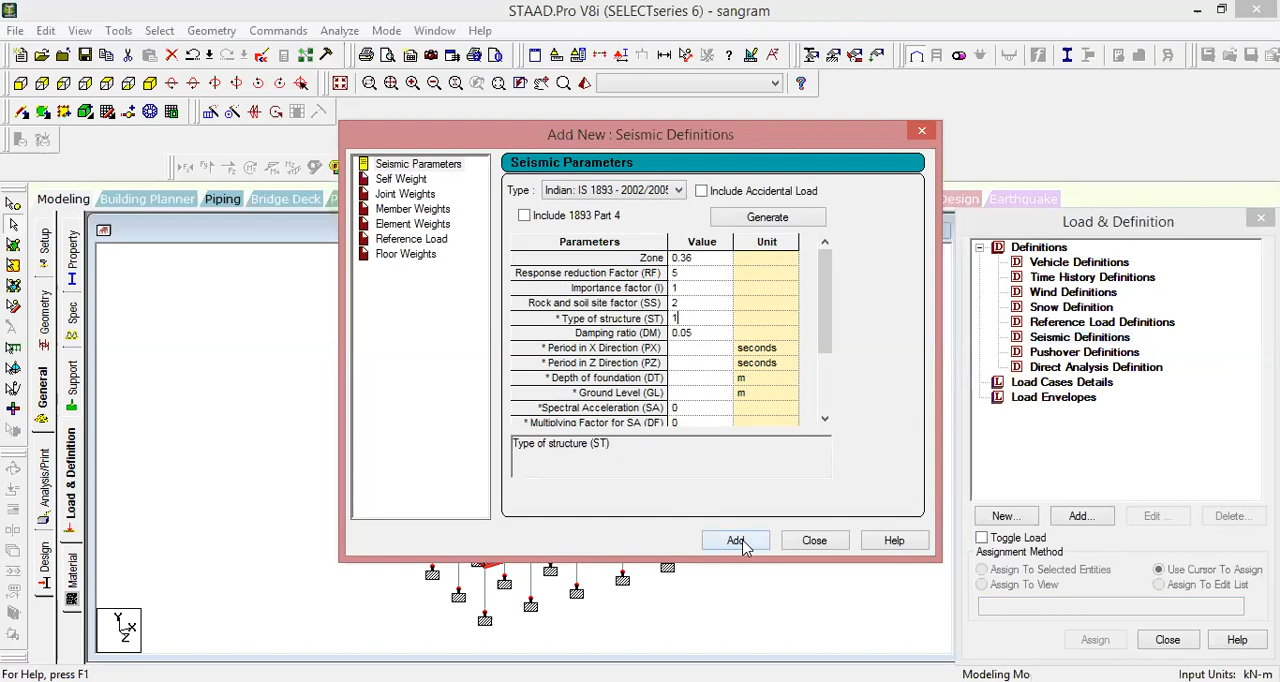 STAAD.Pro V8i (SELECTseries 6) - sangram
File Edit View Tools Select Geometry Commands Analyze Mode Window Help
Modeling Building Planner Piping Bridge Deck Design Earthquake
Setup
Geometry
General
Analysis/Print
Design
Property
Spec
Support
Load & Definition
Material
Add New : Seismic Definitions
Seismic Parameters
Self Weight
Joint Weights
Member Weights
Element Weights
Reference Load
Floor Weights
Seismic Parameters
Type : Indian: IS 1893 - 2002/2005 Include Accidental Load
Include 1893 Part 4 Generate
Parameters Value Unit
Zone 0.36
Response reduction Factor (RF) 5
Importance factor (I) 1
Rock and soil site factor (SS) 2
* Type of structure (ST) 1
Damping ratio (DM) 0.05
* Period in X Direction (PX) seconds
* Period in Z Direction (PZ) seconds
* Depth of foundation (DT) m
* Ground Level (GL) m
*Spectral Acceleration (SA) 0
* Multiplying Factor for SA (DF) 0
Type of structure (ST)
Add Close Help
Load & Definition
Definitions
Vehicle Definitions
Time History Definitions
Wind Definitions
Snow Definition
Reference Load Definitions
Seismic Definitions
Pushover Definitions
Direct Analysis Definition
Load Cases Details
Load Envelopes
New... Add... Edit ... Delete...
Toggle Load
Assignment Method
Assign To Selected Entities Use Cursor To Assign
Assign To View Assign To Edit List
Assign Close Help
Y
X
Z
For Help, press F1 Modeling Mo Input Units: kN-m